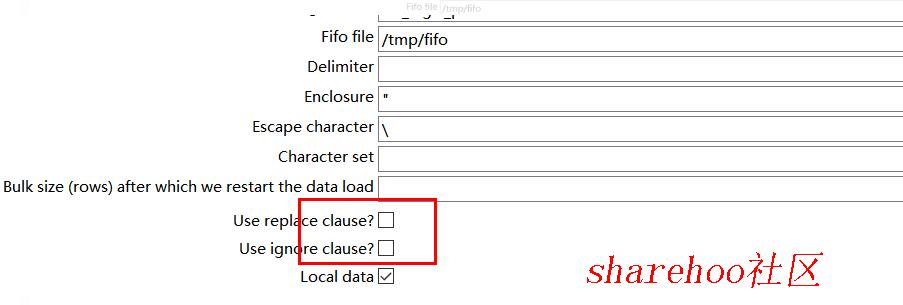 Fifo file /tmp/fifo
Fifo file /tmp/fifo
Delimiter
Enclosure "
Escape character \
Character set
Bulk size (rows) after which we restart the data load
Use replace clause?
Use ignore clause?
Local data
sharehoo社区